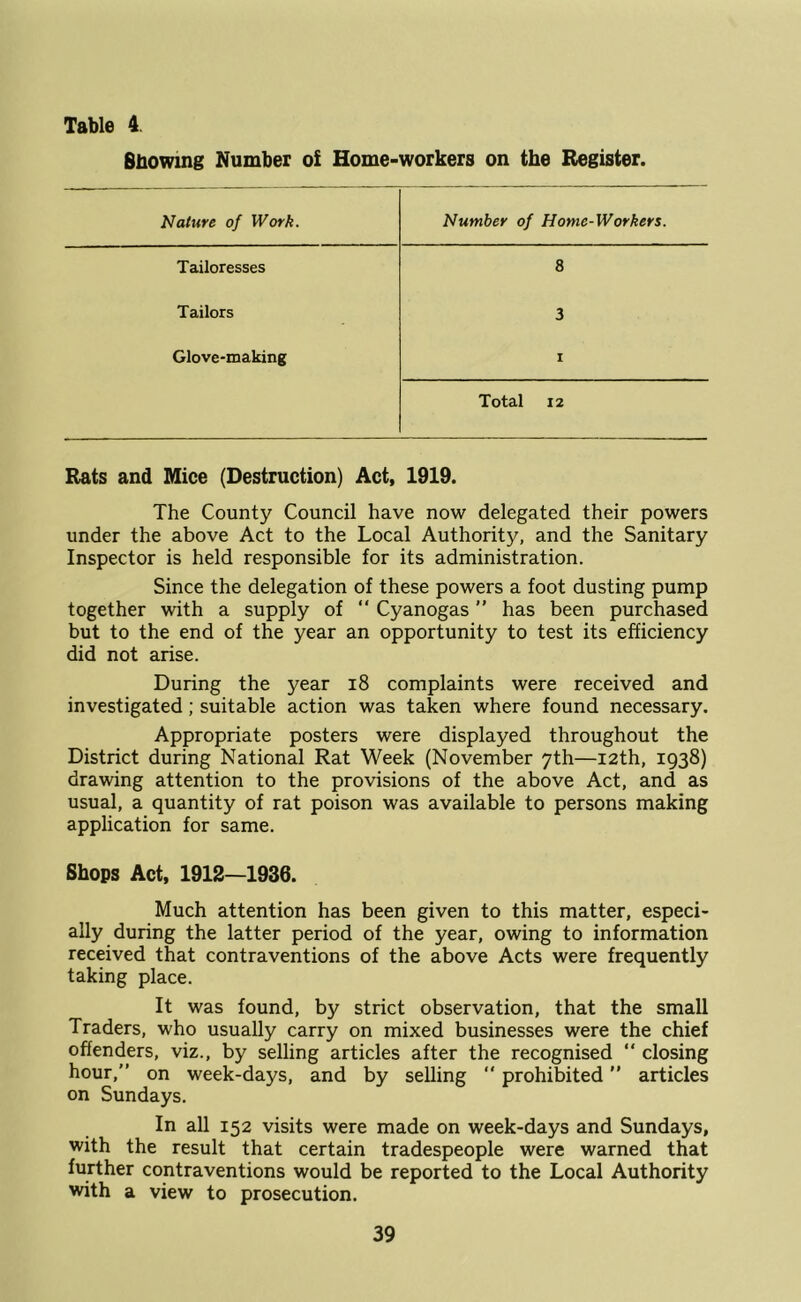 Table 4.
Showing Number of Home-workers on the Register.
Nature of Work. Number of Home-Workers.
Tailoresses 8
Tailors 3
Glove-making 1
Total 12
Rats and Mice (Destruction) Act, 1919.
The County Council have now delegated their powers
under the above Act to the Local Authority, and the Sanitary
Inspector is held responsible for its administration.
Since the delegation of these powers a foot dusting pump
together with a supply of " Cyanogas " has been purchased
but to the end of the year an opportunity to test its efficiency
did not arise.
During the year 18 complaints were received and
investigated ; suitable action was taken where found necessary.
Appropriate posters were displayed throughout the
District during National Rat Week (November 7th—12th, 1938)
drawing attention to the provisions of the above Act, and as
usual, a quantity of rat poison was available to persons making
application for same.
Shops Act, 1912—1936.
Much attention has been given to this matter, especi-
ally during the latter period of the year, owing to information
received that contraventions of the above Acts were frequently
taking place.
It was found, by strict observation, that the small
Traders, who usually carry on mixed businesses were the chief
offenders, viz., by selling articles after the recognised " closing
hour," on week-days, and by selling " prohibited " articles
on Sundays.
In all 152 visits were made on week-days and Sundays,
with the result that certain tradespeople were warned that
further contraventions would be reported to the Local Authority
with a view to prosecution.
39